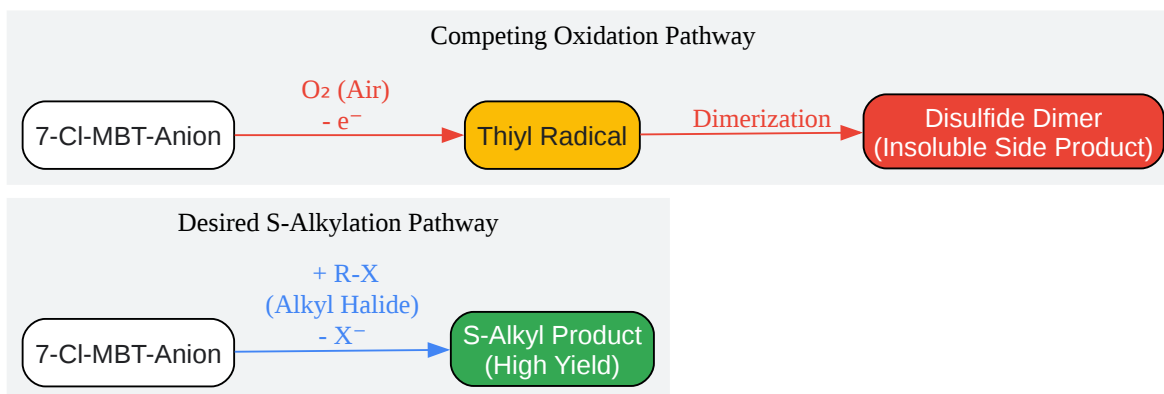 Competing Oxidation Pathway
7-Cl-MBT-Anion
O₂ (Air)
- e⁻
Thiyl Radical
Dimerization
Disulfide Dimer
(Insoluble Side Product)
Desired S-Alkylation Pathway
7-Cl-MBT-Anion
+ R-X
(Alkyl Halide)
- X⁻
S-Alkyl Product
(High Yield)